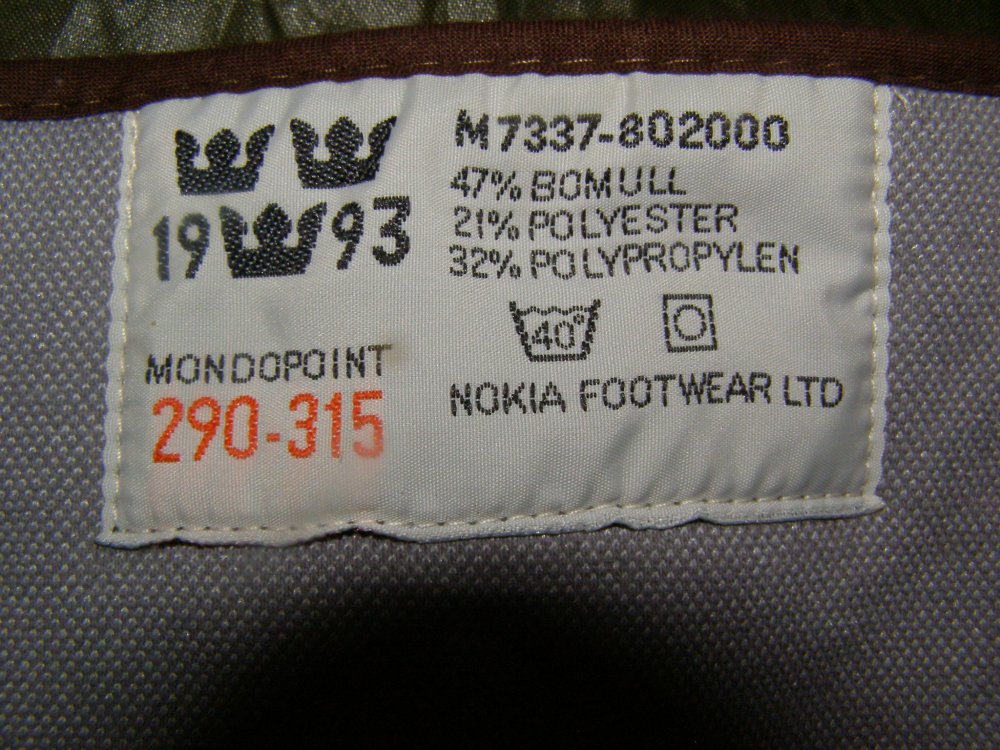 19 93
MONDOPOINT
290-315
M7337-802000
47% BOMULL
21% POLYESTER
32% POLYPROPYLEN
40°
NOKIA FOOTWEAR LTD